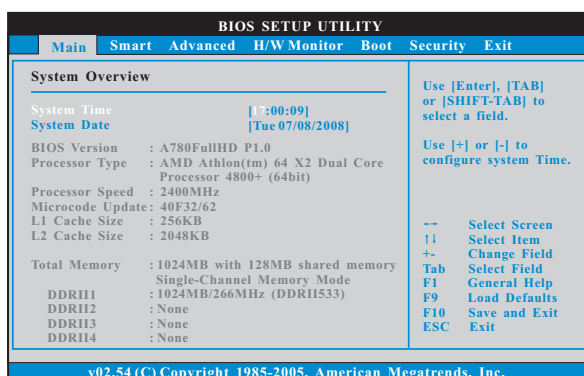 BIOS SETUP UTILITY
Main Smart Advanced H/W Monitor Boot Security Exit
System Overview
System Time [17:00:09]
System Date [Tue 07/08/2008]
BIOS Version : A780FullHD P1.0
Processor Type : AMD Athlon(tm) 64 X2 Dual Core
Processor 4800+ (64bit)
Processor Speed : 2400MHz
Microcode Update : 40F32/62
L1 Cache Size : 256KB
L2 Cache Size : 2048KB
Total Memory : 1024MB with 128MB shared memory
Single-Channel Memory Mode
DDRII1 : 1024MB/266MHz (DDRII533)
DDRII2 : None
DDRII3 : None
DDRII4 : None
Use [Enter], [TAB]
or [SHIFT-TAB] to
select a field.
Use [+] or [-] to
configure system Time.
←→ Select Screen
↑↓ Select Item
+- Change Field
Tab Select Field
F1 General Help
F9 Load Defaults
F10 Save and Exit
ESC Exit
v02.54 (C) Copyright 1985-2005, American Megatrends, Inc.